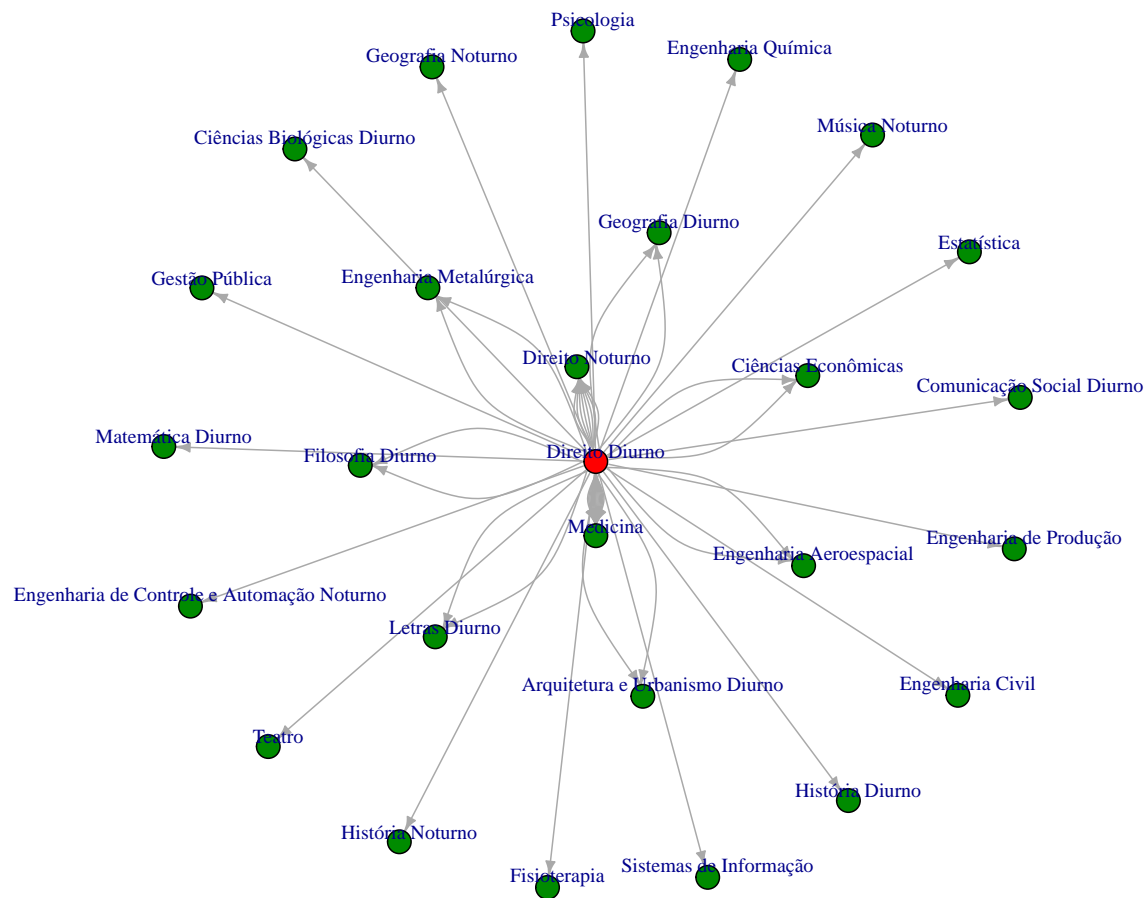 Psicologia
Engenharia Química
Geografia Noturno
Música Noturno
Ciências Biológicas Diurno
Geografia Diurno
Estatística
Gestão Pública
Engenharia Metalúrgica
Direito Noturno
Ciências Econômicas
Comunicação Social Diurno
Matemática Diurno
Filosofia Diurno
Direito Diurno
Medicina
Engenharia Aeroespacial
Engenharia de Produção
Engenharia de Controle e Automação Noturno
Letras Diurno
Arquitetura e Urbanismo Diurno
Engenharia Civil
Teatro
História Diurno
História Noturno
Fisioterapia
Sistemas de Informação